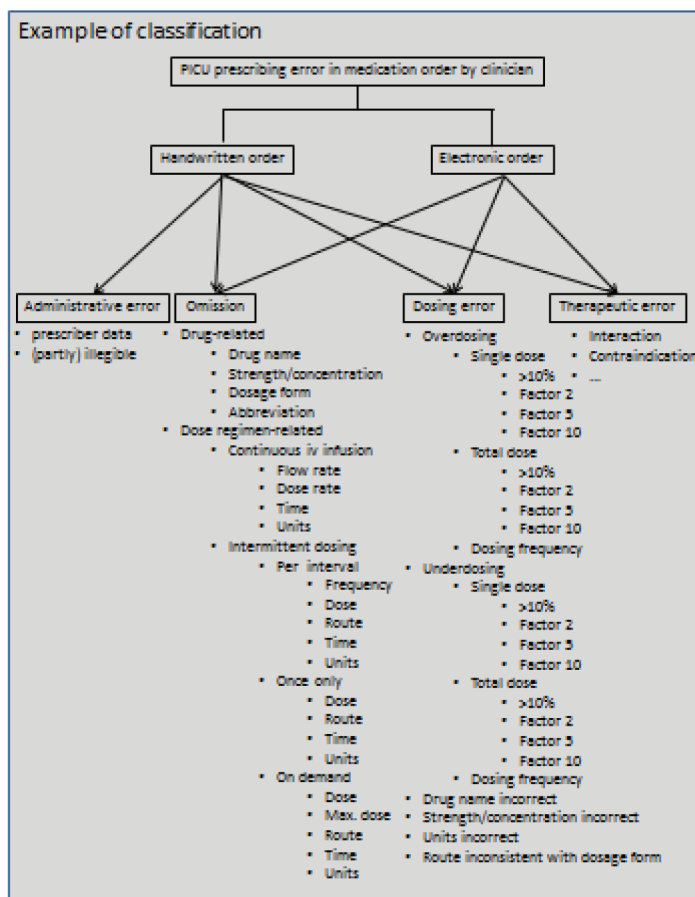 Example of classification
PICU prescribing error in medication order by clinician
Handwritten order
Electronic order
Administrative error
prescriber data
(partly) illegible
Omission
Drug-related
Drug name
Strength/concentration
Dosage form
Abbreviation
Dose regimen-related
Continuous iv infusion
Flow rate
Dose rate
Time
Units
Intermittent dosing
Per interval
Frequency
Dose
Route
Time
Units
Once only
Dose
Route
Time
Units
On demand
Dose
Max. dose
Route
Time
Units
Dosing error
Overdosing
Single dose
>10%
Factor 2
Factor 5
Factor 10
Total dose
>10%
Factor 2
Factor 5
Factor 10
Dosing frequency
Underdosing
Single dose
>10%
Factor 2
Factor 5
Factor 10
Total dose
>10%
Factor 2
Factor 5
Factor 10
Dosing frequency
Drug name incorrect
Strength/concentration incorrect
Units incorrect
Route inconsistent with dosage form
Therapeutic error
Interaction
Contraindication
...